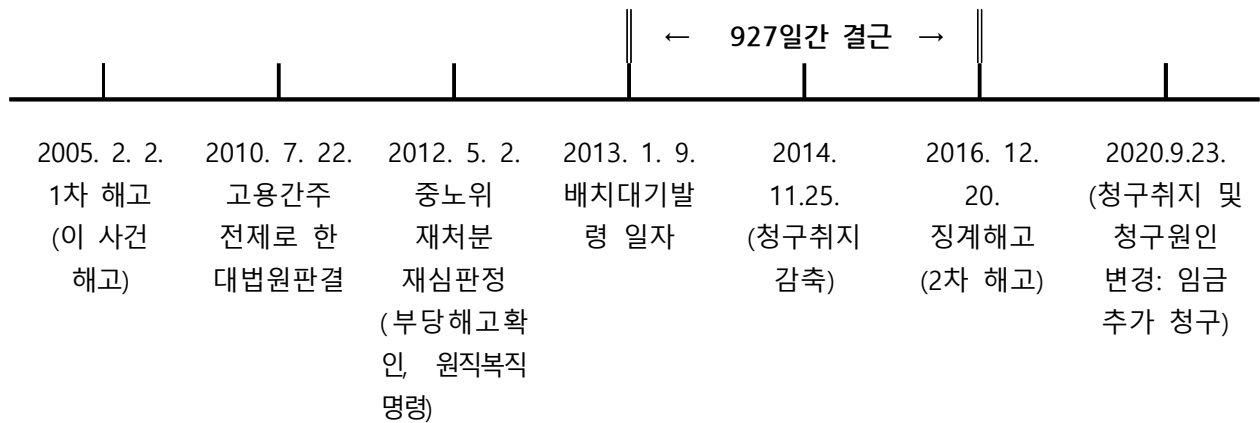 ← 927일간 결근 →
2005. 2. 2.
1차 해고
(이 사건
해고)
2010. 7. 22.
고용간주
전제로 한
대법원판결
2012. 5. 2.
중노위
재처분
재심판정
(부당해고확
인, 원직복직
명령)
2013. 1. 9.
배치대기발
령 일자
2014.
11.25.
(청구취지
감축)
2016. 12.
20.
징계해고
(2차 해고)
2020.9.23.
(청구취지 및
청구원인
변경: 임금
추가 청구)